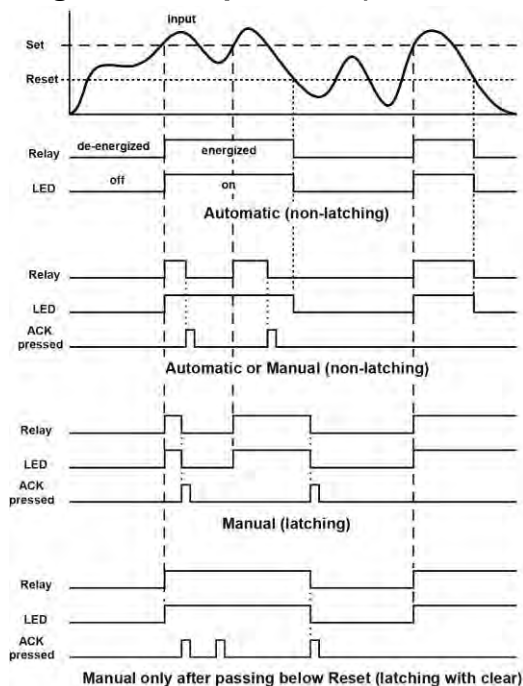 input
Set
Reset
de-energized energized
Relay
off on
LED
Automatic (non-latching)
Relay
LED
ACK
pressed
Automatic or Manual (non-latching)
Relay
LED
ACK
pressed
Manual (latching)
Relay
LED
ACK
pressed
Manual only after passing below Reset (latching with clear)